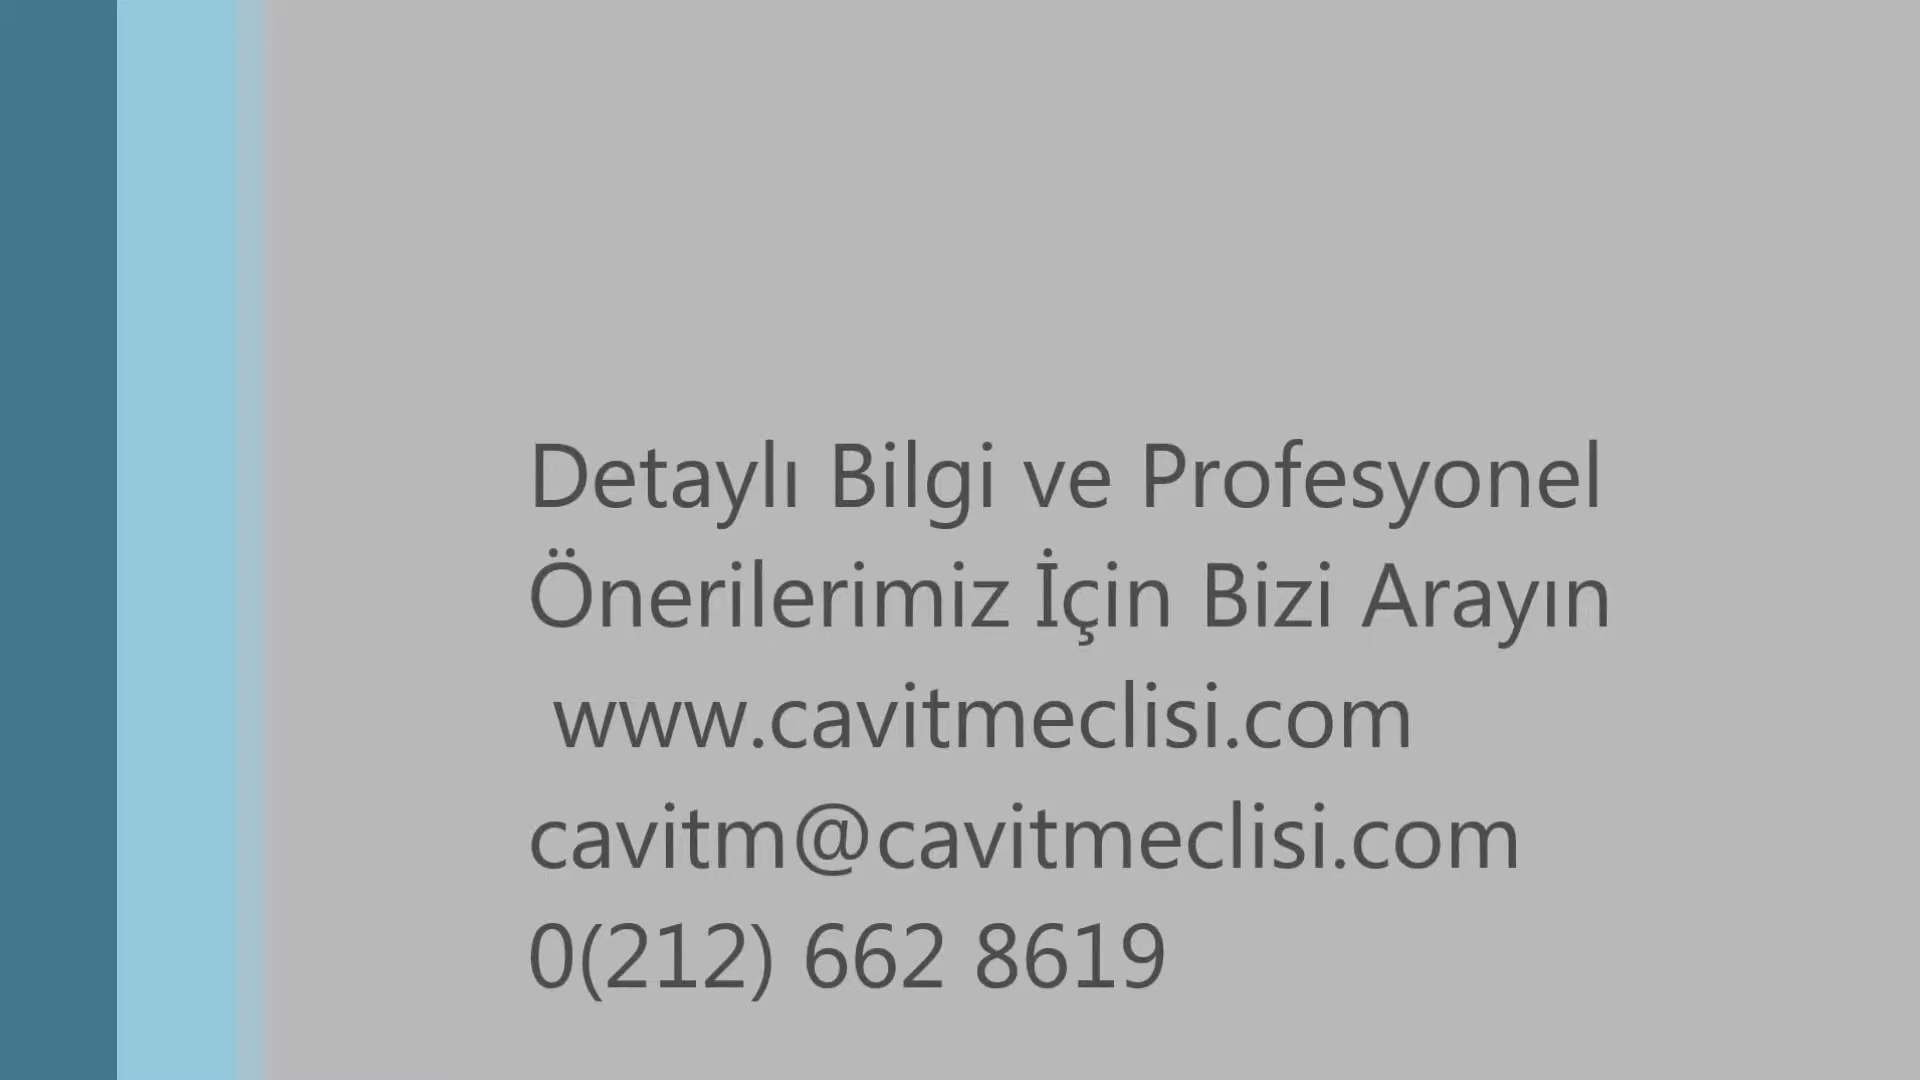 Detaylı Bilgi ve Profesyonel
Önerilerimiz İçin Bizi Arayın
www.cavitmeclisi.com
cavitm@cavitmeclisi.com
0(212) 662 8619